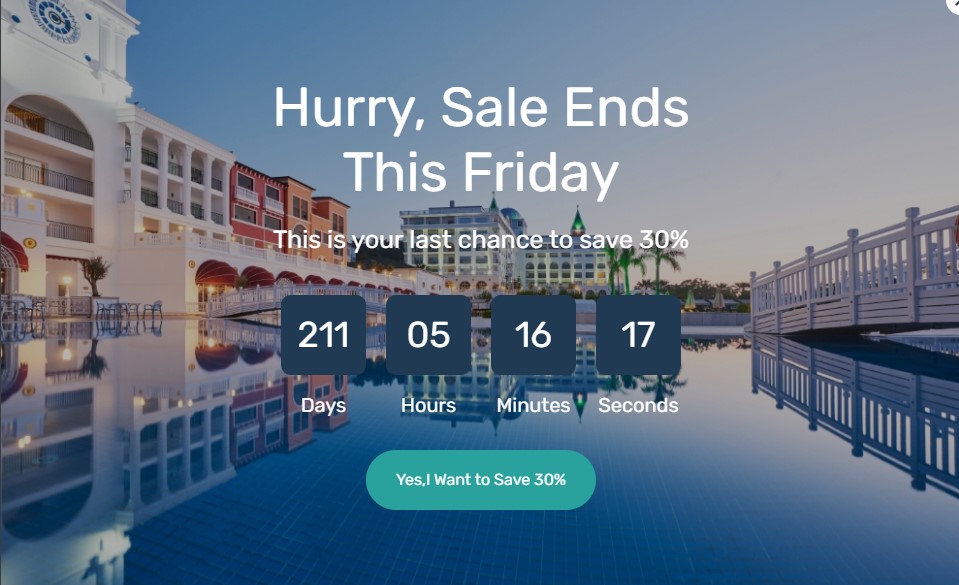 Hurry, Sale Ends
This Friday
This is your last chance to save 30%
211 05 16 17
Days Hours Minutes Seconds
Yes,I Want to Save 30%